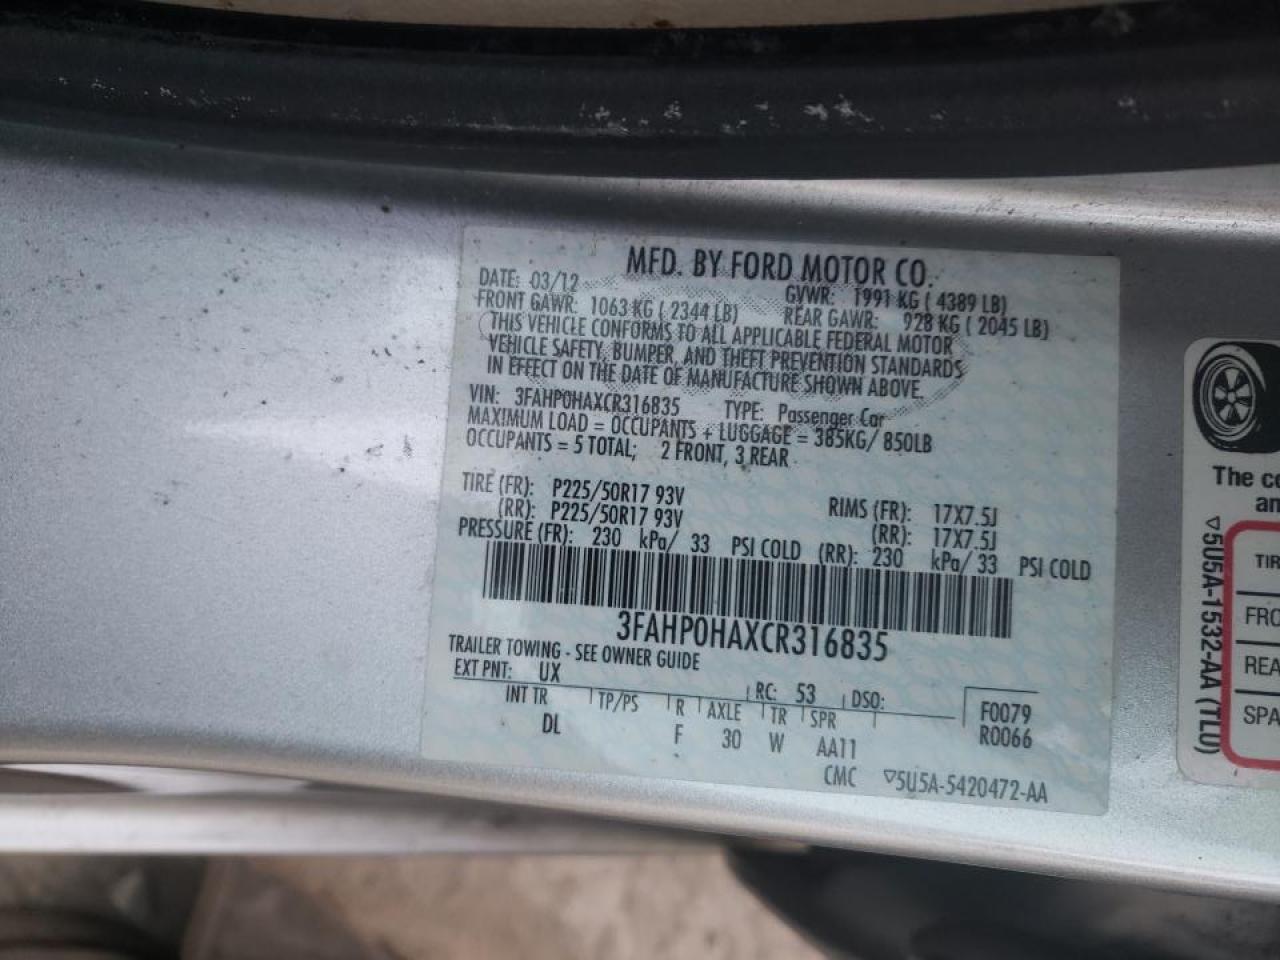 MFD. BY FORD MOTOR CO.
DATE: 03/12 GVWR: 1991 KG ( 4389 LB)
FRONT GAWR: 1063 KG ( 2344 LB) REAR GAWR: 928 KG ( 2045 LB)
THIS VEHICLE CONFORMS TO ALL APPLICABLE FEDERAL MOTOR
VEHICLE SAFETY, BUMPER, AND THEFT PREVENTION STANDARDS
IN EFFECT ON THE DATE OF MANUFACTURE SHOWN ABOVE.
VIN: 3FAHP0HAXCR316835 TYPE: Passenger Car
MAXIMUM LOAD = OCCUPANTS + LUGGAGE = 385KG/ 850LB
OCCUPANTS = 5 TOTAL; 2 FRONT, 3 REAR
TIRE (FR): P225/50R17 93V RIMS (FR): 17X7.5J
(RR): P225/50R17 93V (RR): 17X7.5J
PRESSURE (FR): 230 kPa/ 33 PSI COLD (RR): 230 kPa/ 33 PSI COLD
3FAHP0HAXCR316835
TRAILER TOWING - SEE OWNER GUIDE
EXT PNT: UX RC: 53 DSO:
INT TR TP/PS R AXLE TR SPR F0079
DL F 30 W AA11 R0066
CMC ▽5U5A-5420472-AA
The co
an
▽5U5A-1532-AA (TLU)
TIR
FRO
REA
SPA